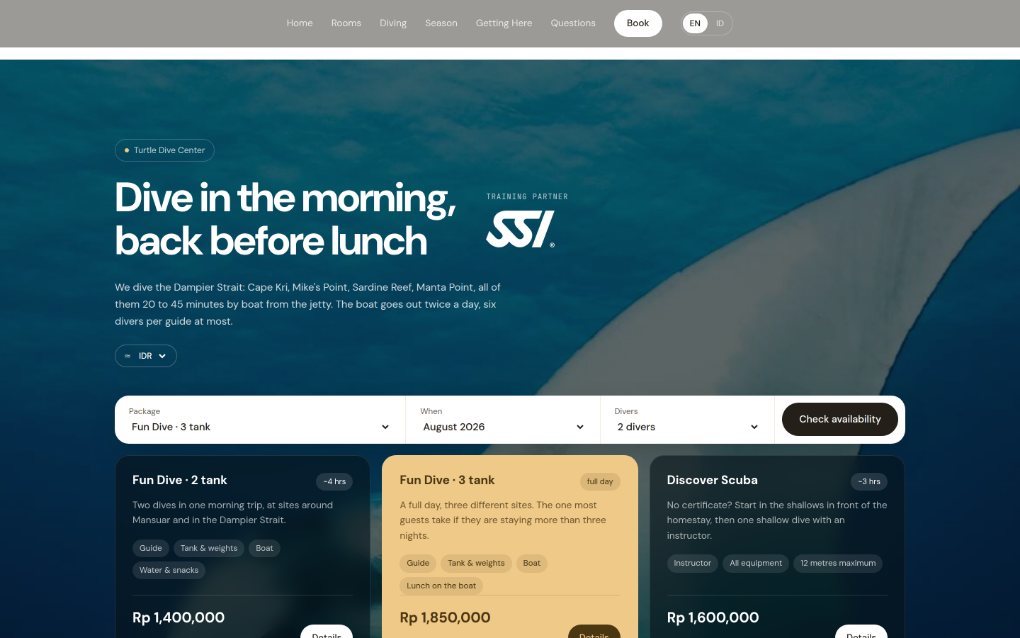 Home Rooms Diving Season Getting Here Questions Book EN ID
Turtle Dive Center
Dive in the morning,
back before lunch
TRAINING PARTNER
SSI®
We dive the Dampier Strait: Cape Kri, Mike's Point, Sardine Reef, Manta Point, all of
them 20 to 45 minutes by boat from the jetty. The boat goes out twice a day, six
divers per guide at most.
≈ IDR
Package
Fun Dive · 3 tank
When
August 2026
Divers
2 divers
Check availability
Fun Dive · 2 tank
~4 hrs
Two dives in one morning trip, at sites around
Mansuar and in the Dampier Strait.
Guide Tank & weights Boat
Water & snacks
Rp 1,400,000
Details
Fun Dive · 3 tank
full day
A full day, three different sites. The one most
guests take if they are staying more than three
nights.
Guide Tank & weights Boat
Lunch on the boat
Rp 1,850,000
Details
Discover Scuba
~3 hrs
No certificate? Start in the shallows in front of the
homestay, then one shallow dive with an
instructor.
Instructor All equipment 12 metres maximum
Rp 1,600,000
Details